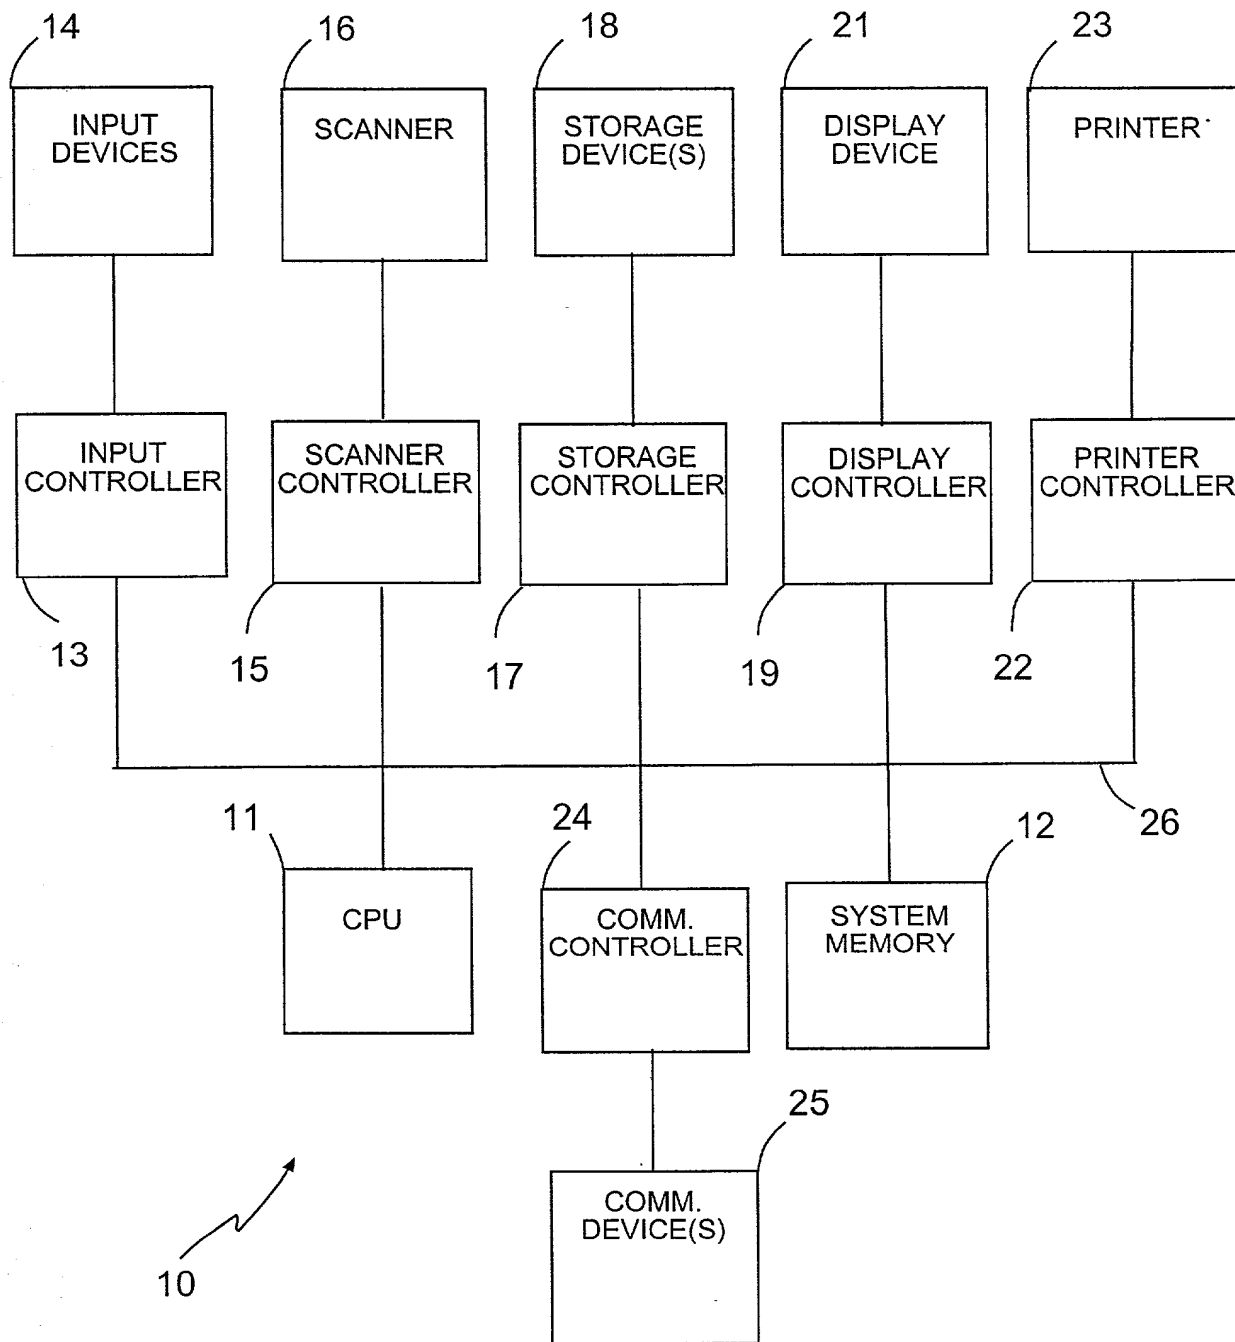 14 16 18 21 23
INPUT DEVICES
SCANNER
STORAGE DEVICE(S)
DISPLAY DEVICE
PRINTER
INPUT CONTROLLER
SCANNER CONTROLLER
STORAGE CONTROLLER
DISPLAY CONTROLLER
PRINTER CONTROLLER
13 15 17 19 22
11 24 12 26
CPU
COMM. CONTROLLER
SYSTEM MEMORY
25
COMM. DEVICE(S)
10